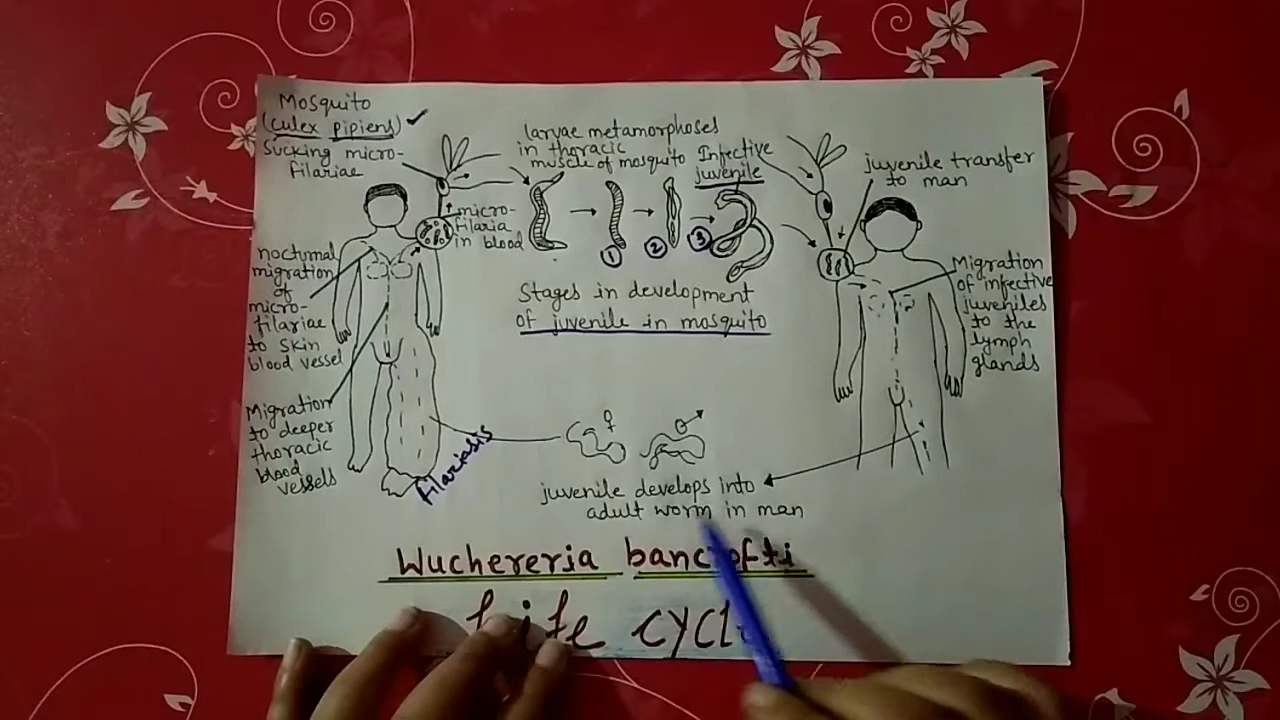 Mosquito
(Culex pipiens)
Sucking micro-
filariae
micro-
filaria
in blood
nocturnal
migration
of
micro-
filariae
to skin
blood vessel
Migration
to deeper
thoracic
blood
vessels
filariasis
larvae metamorphoses
in thoracic
muscle of mosquito
Infective
juvenile
1
2
3
Stages in development
of juvenile in mosquito
juvenile transfer
to man
Migration
of infective
juveniles
to the
lymph
glands
♀
♂
juvenile develops into
adult worm in man
Wuchereria bancrofti
Life cycle